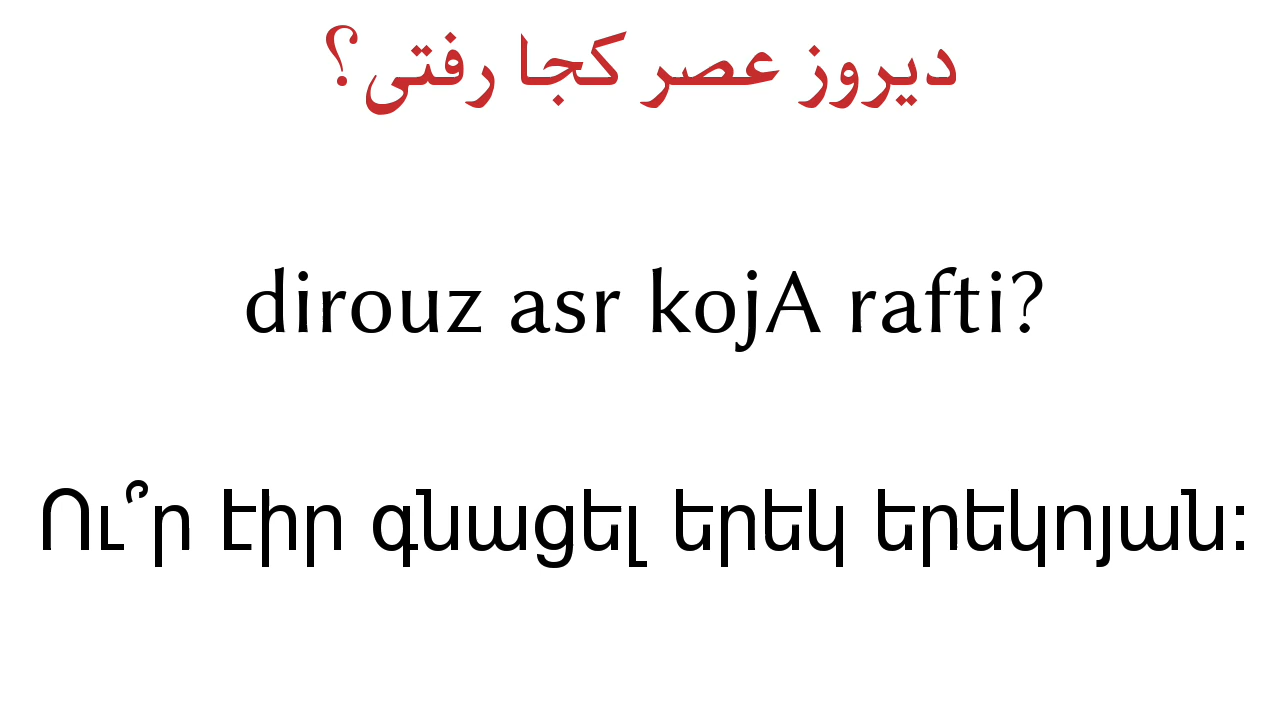 دیروز عصر کجا رفتی؟
dirouz asr kojA rafti?
Ու՞ր էիր գնացել երեկ երեկոյան: